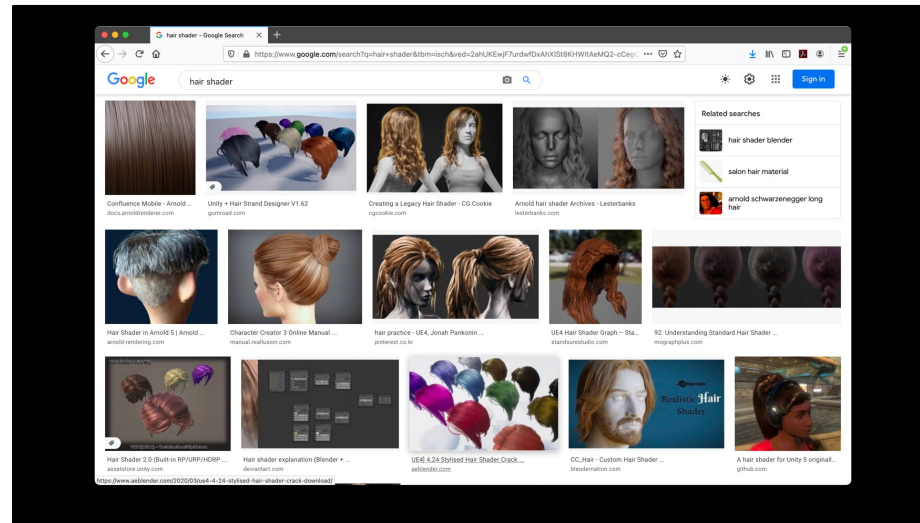 hair shader - Google Search
https://www.google.com/search?q=hair+shader&tbm=isch&ved=
Google
hair shader
Sign in
Related searches
hair shader blender
salon hair material
arnold schwarzenegger long
hair
Confluence Mobile - Arnold ...
docs.arnoldrenderer.com
Unity + Hair Strand Designer V1.62
gumroad.com
Creating a Legacy Hair Shader - CG Cookie
cgcookie.com
Arnold hair shader Archives - Lesterbanks
lesterbanks.com
Hair Shader in Arnold 5 | Arnold ...
arnold-rendering.com
Character Creator 3 Online Manual ...
manual.reallusion.com
hair practice - UE4, Jonah Pankonin ...
pinterest.co.kr
UE4 Hair Shader Graph – Sta...
standsurestudio.com
92. Understanding Standard Hair Shader ...
mographplus.com
Realistic Hair
Shader
Hair Shader 2.0 (Built-in RP/URP/HDRP ...
assetstore.unity.com
Hair shader explanation (Blender + ...
deviantart.com
UE4] 4.24 Stylised Hair Shader Crack ...
aeblender.com
CC_Hair - Custom Hair Shader ...
blendernation.com
A hair shader for Unity 5 originall...
github.com
https://www.aeblender.com/2020/03/ue4-4-24-stylised-hair-shader-crack-download/